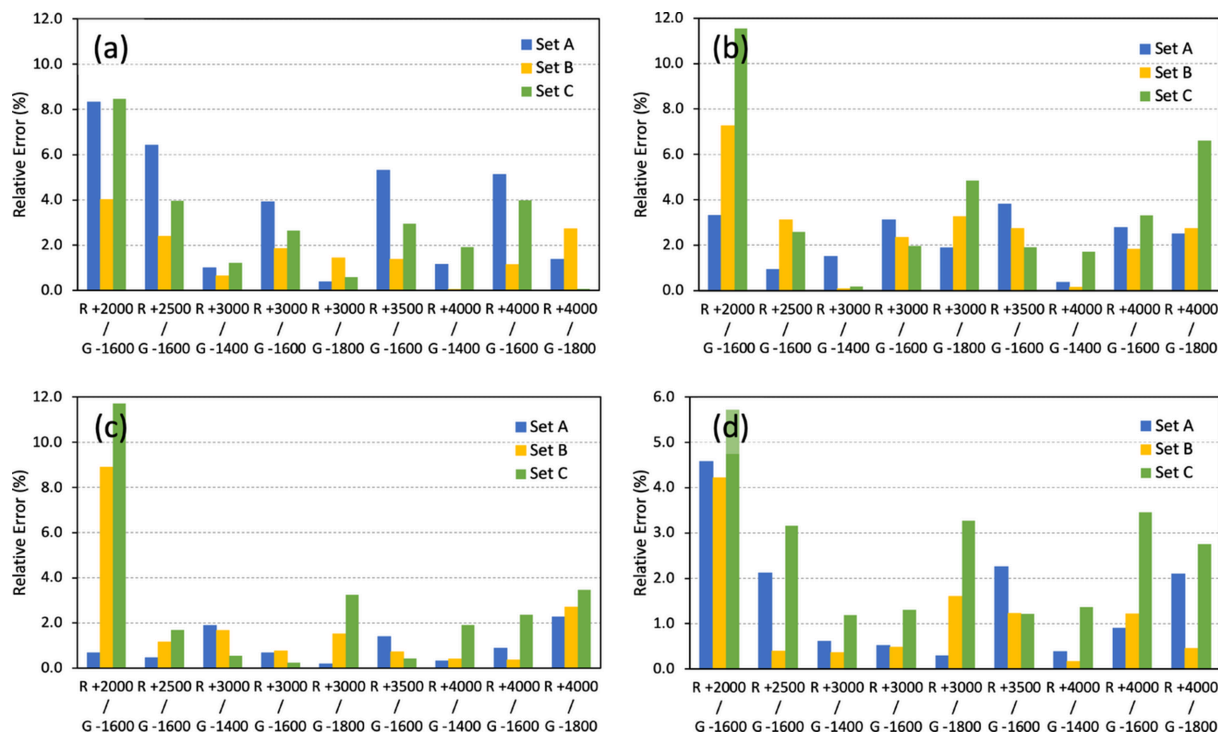 (a)
Relative Error (%)
12.0
10.0
8.0
6.0
4.0
2.0
0.0
Set A
Set B
Set C
R +2000 R +2500 R +3000 R +3000 R +3000 R +3500 R +4000 R +4000 R +4000
/ / / / / / / / /
G -1600 G -1600 G -1400 G -1600 G -1800 G -1600 G -1400 G -1600 G -1800
(b)
Relative Error (%)
12.0
10.0
8.0
6.0
4.0
2.0
0.0
Set A
Set B
Set C
R +2000 R +2500 R +3000 R +3000 R +3000 R +3500 R +4000 R +4000 R +4000
/ / / / / / / / /
G -1600 G -1600 G -1400 G -1600 G -1800 G -1600 G -1400 G -1600 G -1800
(c)
Relative Error (%)
12.0
10.0
8.0
6.0
4.0
2.0
0.0
Set A
Set B
Set C
R +2000 R +2500 R +3000 R +3000 R +3000 R +3500 R +4000 R +4000 R +4000
/ / / / / / / / /
G -1600 G -1600 G -1400 G -1600 G -1800 G -1600 G -1400 G -1600 G -1800
(d)
Relative Error (%)
6.0
5.0
4.0
3.0
2.0
1.0
0.0
Set A
Set B
Set C
R +2000 R +2500 R +3000 R +3000 R +3000 R +3500 R +4000 R +4000 R +4000
/ / / / / / / / /
G -1600 G -1600 G -1400 G -1600 G -1800 G -1600 G -1400 G -1600 G -1800